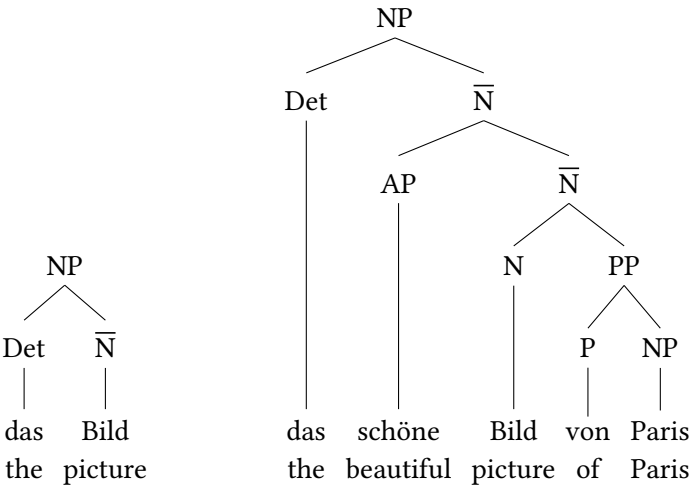 NP
Det N̅
AP N̅
N PP
NP
Det N̅
P NP
das Bild
the picture
das schöne Bild von Paris
the beautiful picture of Paris